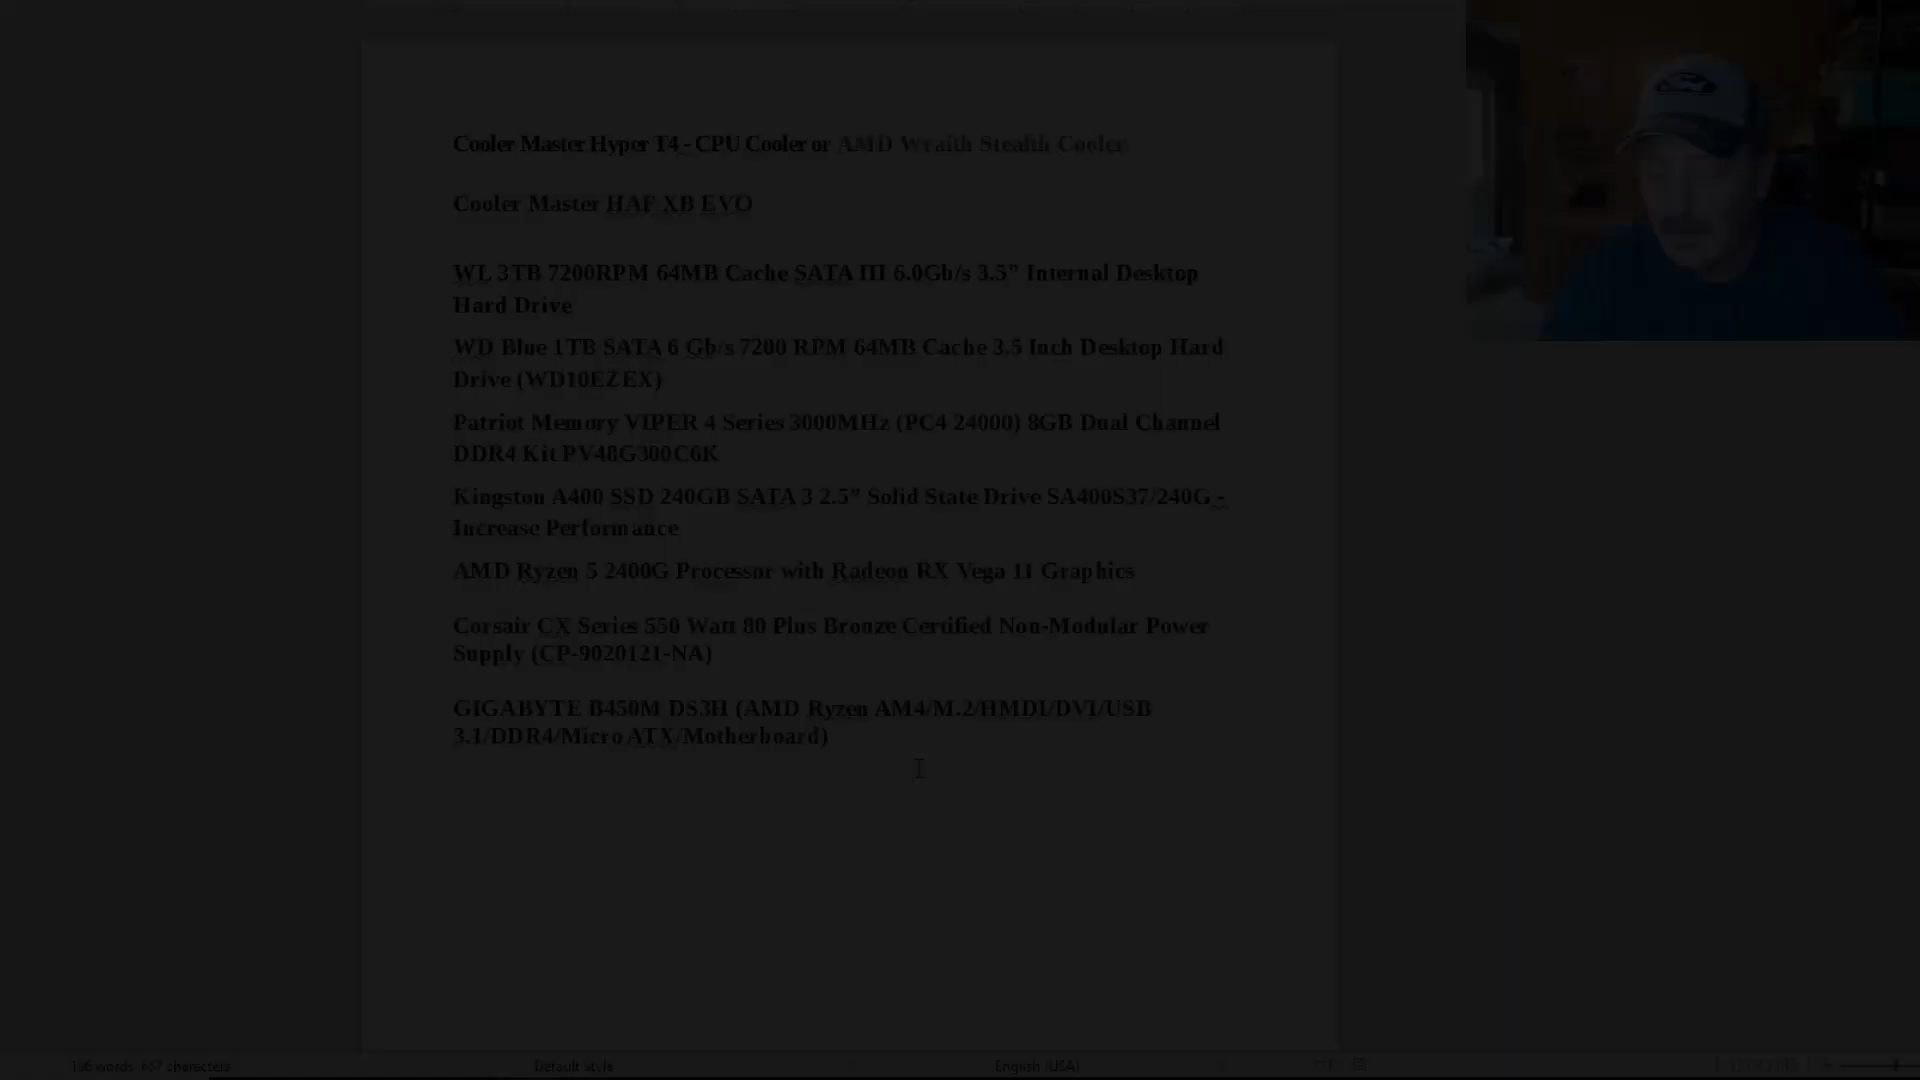 Cooler Master Hyper T4 - CPU Cooler or AMD Wraith Stealth Cooler
Cooler Master HAF XB EVO
WL 3TB 7200RPM 64MB Cache SATA III 6.0Gb/s 3.5” Internal Desktop
Hard Drive
WD Blue 1TB SATA 6 Gb/s 7200 RPM 64MB Cache 3.5 Inch Desktop Hard
Drive (WD10EZEX)
Patriot Memory VIPER 4 Series 3000MHz (PC4 24000) 8GB Dual Channel
DDR4 Kit PV48G300C6K
Kingston A400 SSD 240GB SATA 3 2.5” Solid State Drive SA400S37/240G -
Increase Performance
AMD Ryzen 5 2400G Processor with Radeon RX Vega 11 Graphics
Corsair CX Series 550 Watt 80 Plus Bronze Certified Non-Modular Power
Supply (CP-9020121-NA)
GIGABYTE B450M DS3H (AMD Ryzen AM4/M.2/HMDI/DVI/USB
3.1/DDR4/Micro ATX/Motherboard)
words, characters
Default Style
English (USA)